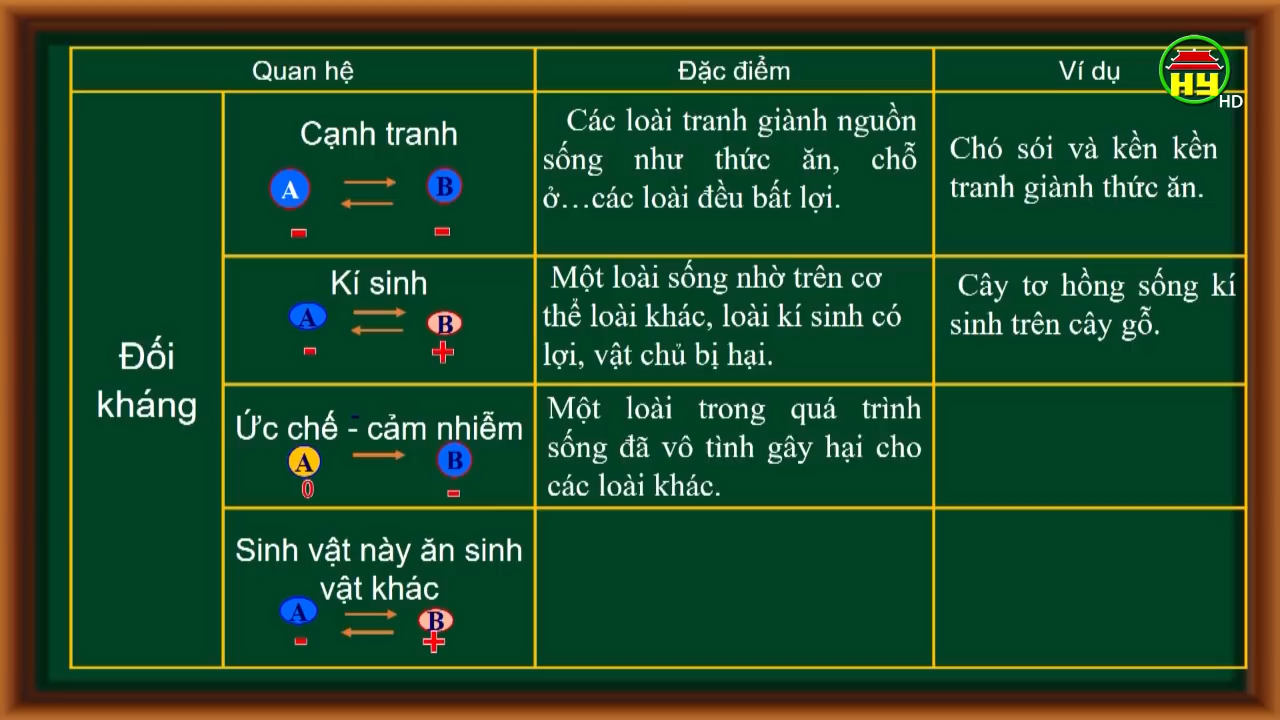 Quan hệ
Đặc điểm
Ví dụ
HY
HD
Đối
kháng
Cạnh tranh
A
B
-
-
Các loài tranh giành nguồn
sống như thức ăn, chỗ
ở...các loài đều bất lợi.
Chó sói và kền kền
tranh giành thức ăn.
Kí sinh
A
B
-
+
Một loài sống nhờ trên cơ
thể loài khác, loài kí sinh có
lợi, vật chủ bị hại.
Cây tơ hồng sống kí
sinh trên cây gỗ.
Ức chế - cảm nhiễm
A
B
0
-
Một loài trong quá trình
sống đã vô tình gây hại cho
các loài khác.
Sinh vật này ăn sinh
vật khác
A
B
-
+